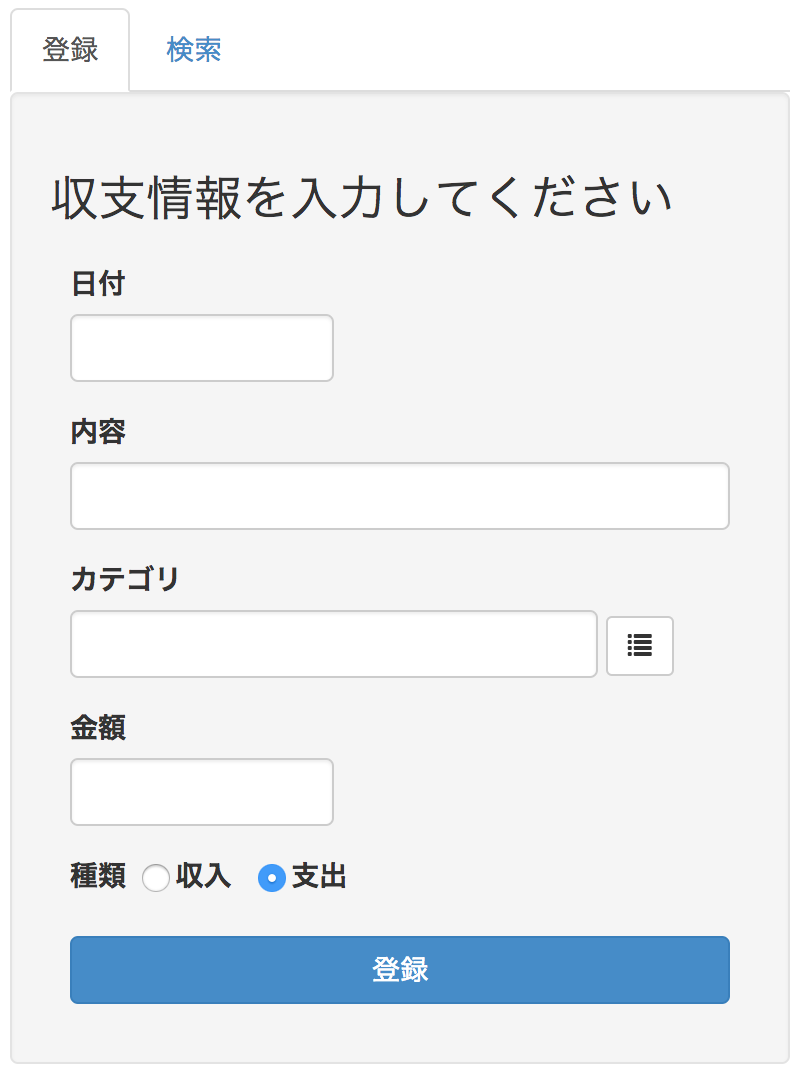 登録 検索
収支情報を入力してください
日付
内容
カテゴリ
金額
種類 収入 支出
登録